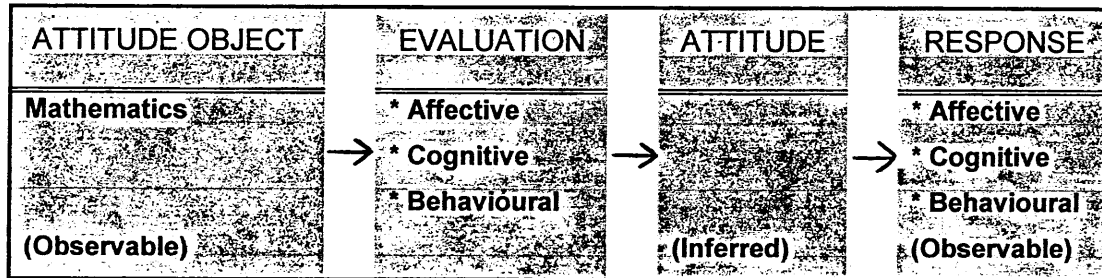 ATTITUDE OBJECT EVALUATION ATTITUDE RESPONSE
Mathematics * Affective * Affective
* Cognitive * Cognitive
* Behavioural * Behavioural
(Observable) (Inferred) (Observable)